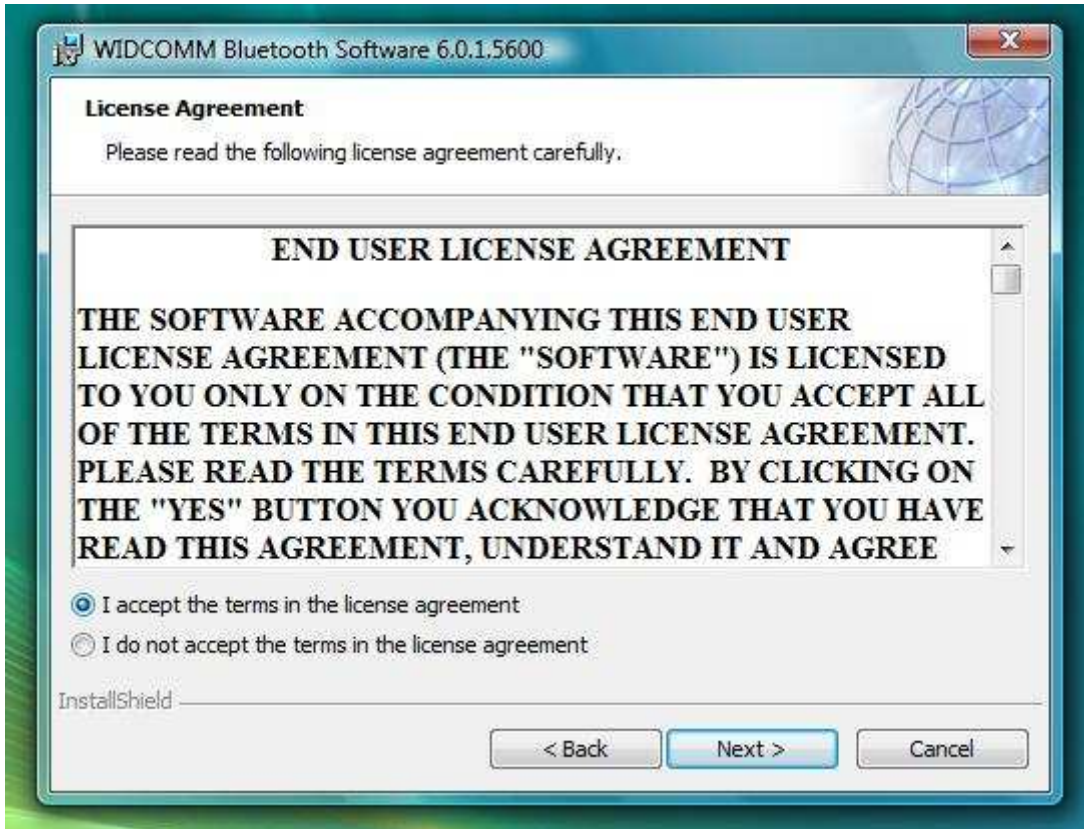 WIDCOMM Bluetooth Software 6.0.1.5600
License Agreement
Please read the following license agreement carefully.
END USER LICENSE AGREEMENT
THE SOFTWARE ACCOMPANYING THIS END USER
LICENSE AGREEMENT (THE "SOFTWARE") IS LICENSED
TO YOU ONLY ON THE CONDITION THAT YOU ACCEPT ALL
OF THE TERMS IN THIS END USER LICENSE AGREEMENT.
PLEASE READ THE TERMS CAREFULLY.  BY CLICKING ON
THE "YES" BUTTON YOU ACKNOWLEDGE THAT YOU HAVE
READ THIS AGREEMENT, UNDERSTAND IT AND AGREE
I accept the terms in the license agreement
I do not accept the terms in the license agreement
InstallShield
< Back Next > Cancel